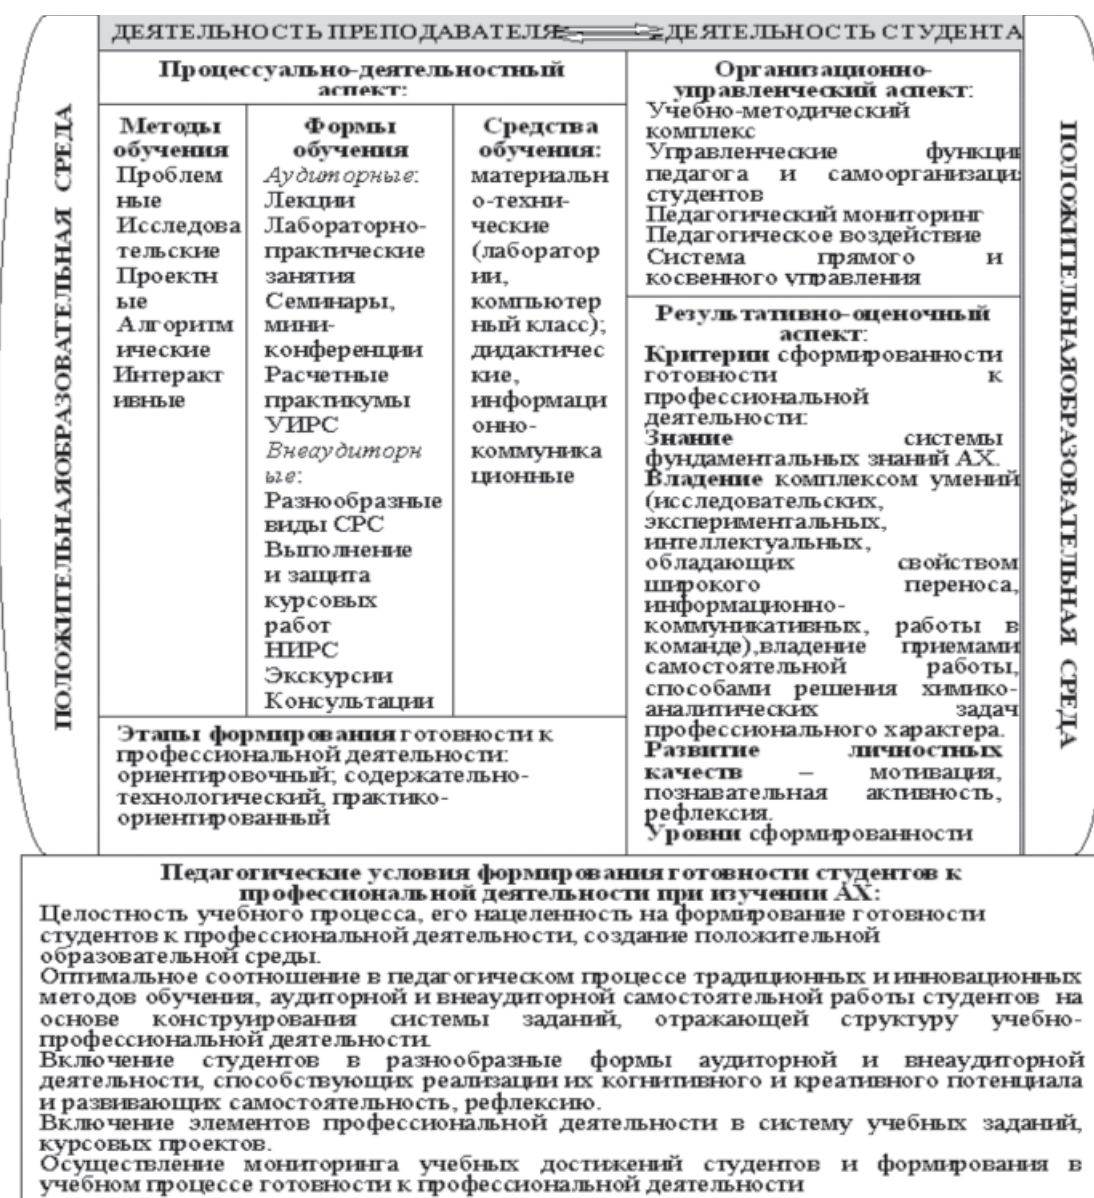 ДЕЯТЕЛЬНОСТЬ ПРЕПОДАВАТЕЛЯ ДЕЯТЕЛЬНОСТЬ СТУДЕНТА
ПОЛОЖИТЕЛЬНАЯОБРАЗОВАТЕЛЬНАЯ СРЕДА
Процессуально-деятельностный
аспект:
Методы
обучения
Проблем
ные
Исследова
тельские
Проектн
ые
Алгоритм
ические
Интеракт
ивные
Формы
обучения
Аудиторные:
Лекции
Лабораторно-
практические
занятия
Семинары,
мини-
конференции
Расчетные
практикумы
УИРС
Внеаудиторн
ые:
Разнообразные
виды СРС
Выполнение
и защита
курсовых
работ
НИРС
Экскурсии
Консультации
Средства
обучения:
материальн
о-техни-
ческие
(лаборатор
ии,
компьютер
ный класс);
дидактичес
кие,
информаци
онно-
коммуника
ционные
Этапы формирования готовности к
профессиональной деятельности:
ориентировочный; содержательно-
технологический, практико-
ориентированный
Организационно-
управленческий аспект:
Учебно-методический
комплекс
Управленческие функции
педагога и самоорганизаци
студентов
Педагогический мониторинг
Педагогическое воздействие
Система прямого и
косвенного управления
Результативно-оценочный
аспект:
Критерии сформированности
готовности к
профессиональной
деятельности:
Знание системы
фундаментальных знаний АХ.
Владение комплексом умений
(исследовательских,
экспериментальных,
интеллектуальных,
обладающих свойством
широкого переноса,
информационно-
коммуникативных, работы в
команде),владение приемами
самостоятельной работы,
способами решения химико-
аналитических задач
профессионального характера.
Развитие личностных
качеств – мотивация,
познавательная активность,
рефлексия.
Уровни сформированности
ПОЛОЖИТЕЛЬНАЯОБРАЗОВАТЕЛЬНАЯ СРЕДА
Педагогические условия формирования готовности студентов к
профессиональной деятельности при изучении АХ:
Целостность учебного процесса, его нацеленность на формирование готовности
студентов к профессиональной деятельности, создание положительной
образовательной среды.
Оптимальное соотношение в педагогическом процессе традиционных и инновационных
методов обучения, аудиторной и внеаудиторной самостоятельной работы студентов на
основе конструирования системы заданий, отражающей структуру учебно-
профессиональной деятельности.
Включение студентов в разнообразные формы аудиторной и внеаудиторной
деятельности, способствующих реализации их когнитивного и креативного потенциала
и развивающих самостоятельность, рефлексию.
Включение элементов профессиональной деятельности в систему учебных заданий,
курсовых проектов.
Осуществление мониторинга учебных достижений студентов и формирования в
учебном процессе готовности к профессиональной деятельности